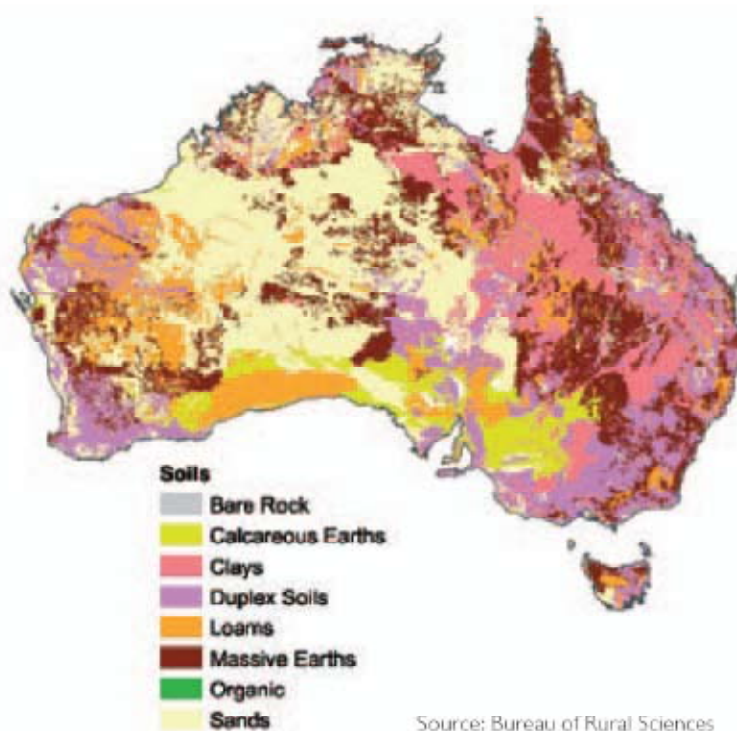 Soils
Bare Rock
Calcareous Earths
Clays
Duplex Soils
Loams
Massive Earths
Organic
Sands
Source: Bureau of Rural Sciences